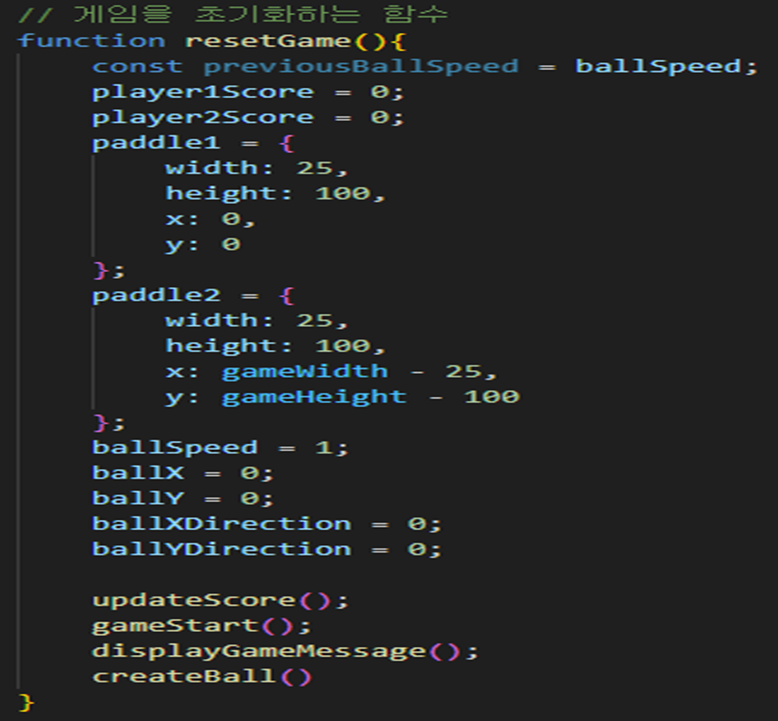 // 게임을 초기화하는 함수
function resetGame(){
const previousBallSpeed = ballSpeed;
player1Score = 0;
player2Score = 0;
paddle1 = {
width: 25,
height: 100,
x: 0,
y: 0
};
paddle2 = {
width: 25,
height: 100,
x: gameWidth - 25,
y: gameHeight - 100
};
ballSpeed = 1;
ballX = 0;
ballY = 0;
ballXDirection = 0;
ballYDirection = 0;
updateScore();
gameStart();
displayGameMessage();
createBall()
}